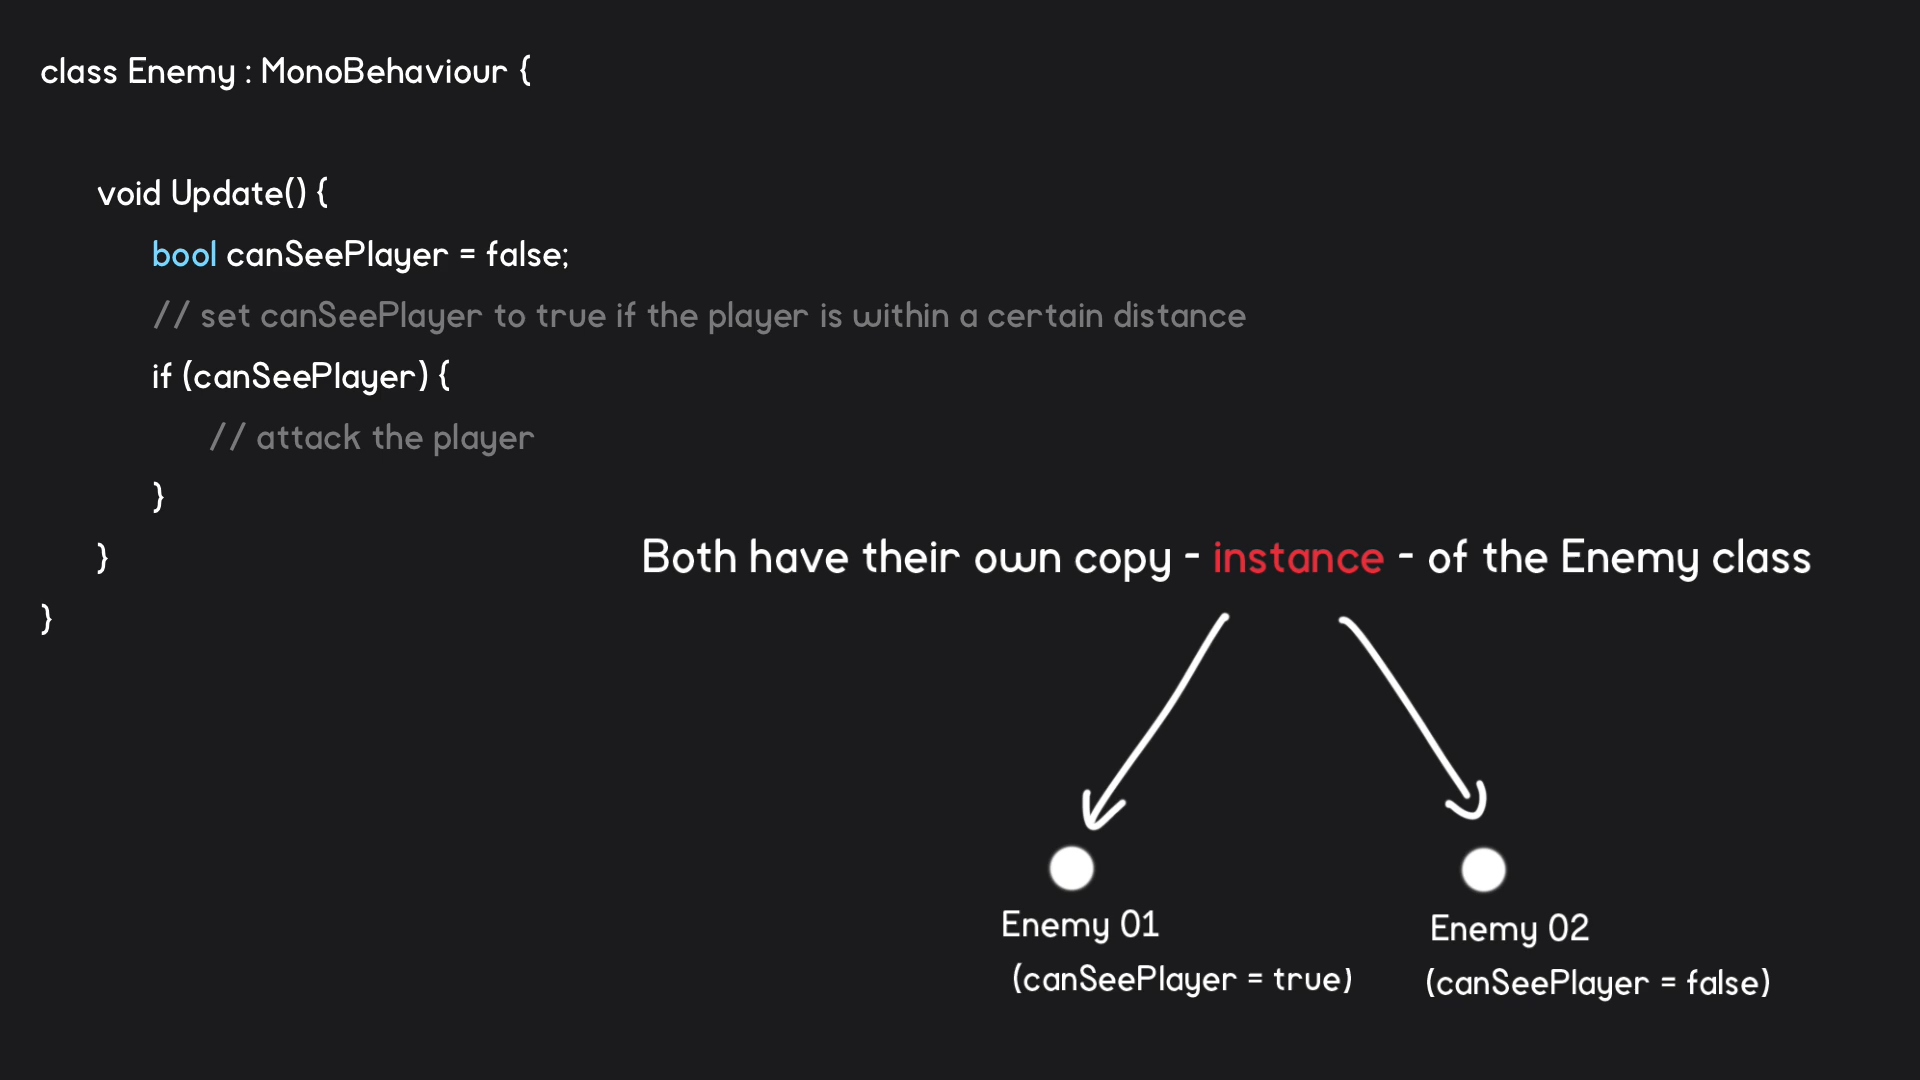 class Enemy : MonoBehaviour {
void Update() {
bool canSeePlayer = false;
// set canSeePlayer to true if the player is within a certain distance
if (canSeePlayer) {
// attack the player
}
}
}
Both have their own copy - instance - of the Enemy class
Enemy 01
(canSeePlayer = true)
Enemy 02
(canSeePlayer = false)